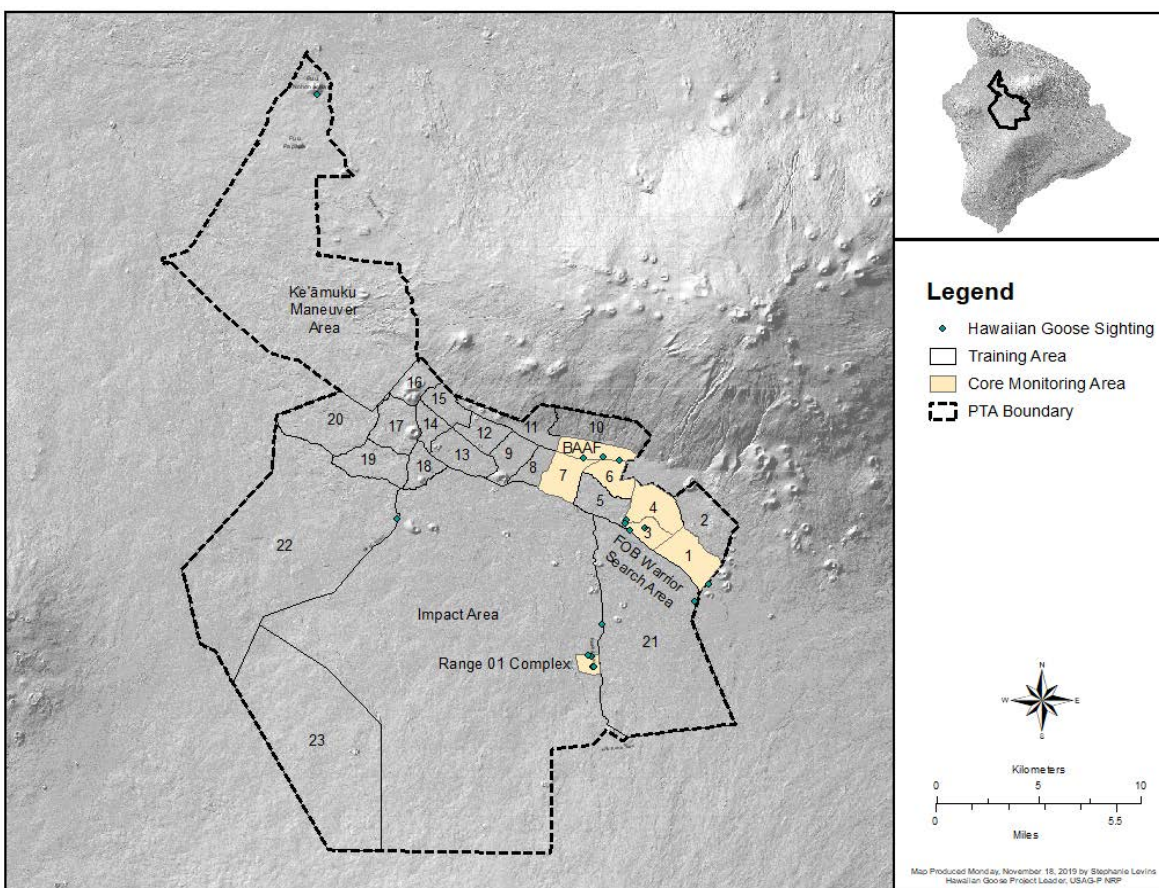 Ke'āmuku
Maneuver
Area
16
15
20
17
14
12
11
10
19
18
13
9
8
BAAF
7
6
5
4
2
3
1
FOB Warrior
Search Area
22
Impact Area
21
Range 01 Complex
23
Legend
Hawaiian Goose Sighting
Training Area
Core Monitoring Area
PTA Boundary
N
W
E
S
Kilometers
0 5 10
0 5.5
Miles
Map Produced Monday, November 18, 2019 by Stephanie Levins
Hawaiian Goose Project Leader, USAG-P NRP